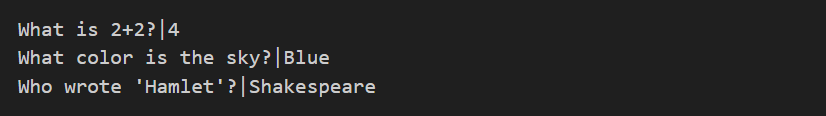 What is 2+2?|4
What color is the sky?|Blue
Who wrote 'Hamlet'?|Shakespeare